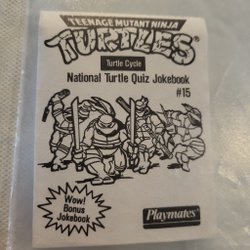 TEENAGE MUTANT NINJA
TURTLES®
Turtle Cycle
National Turtle Quiz Jokebook
#15
Wow!
Bonus
Jokebook
Playmates®